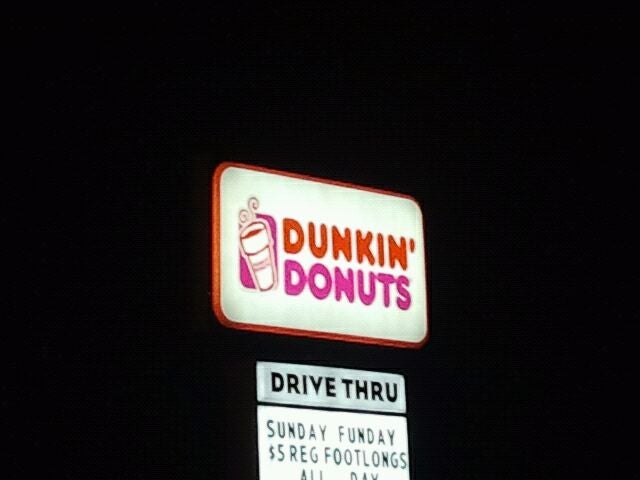 DUNKIN'
DONUTS
DRIVE THRU
SUNDAY FUNDAY
$5 REG FOOTLONGS
ALL DAY